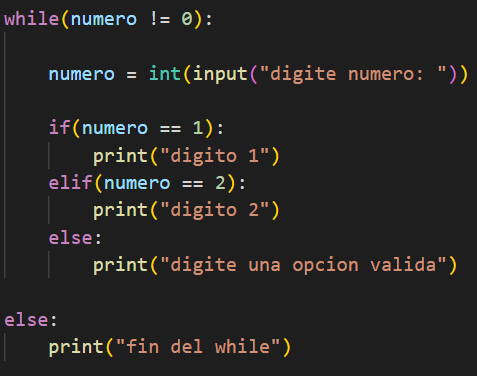 while(numero != 0):
numero = int(input("digite numero: "))
if(numero == 1):
print("digito 1")
elif(numero == 2):
print("digito 2")
else:
print("digite una opcion valida")
else:
print("fin del while")